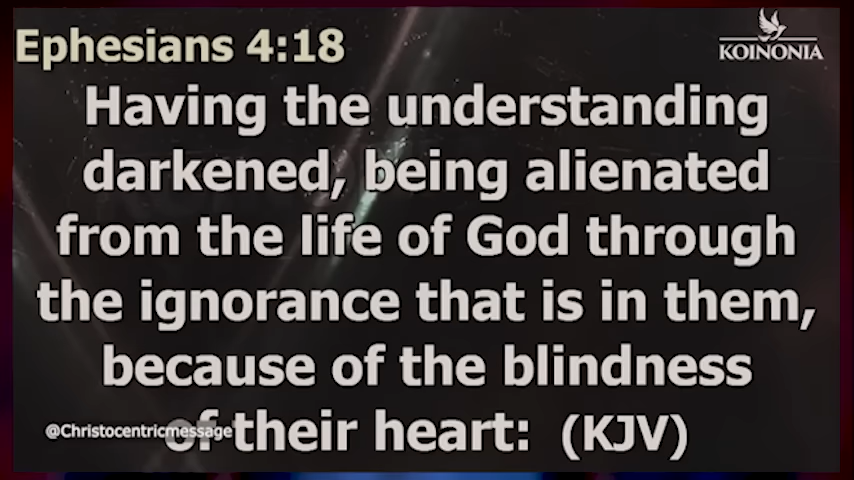 Ephesians 4:18
KOINONIA
Having the understanding
darkened, being alienated
from the life of God through
the ignorance that is in them,
because of the blindness
of their heart: (KJV)
@Christocentricmessage